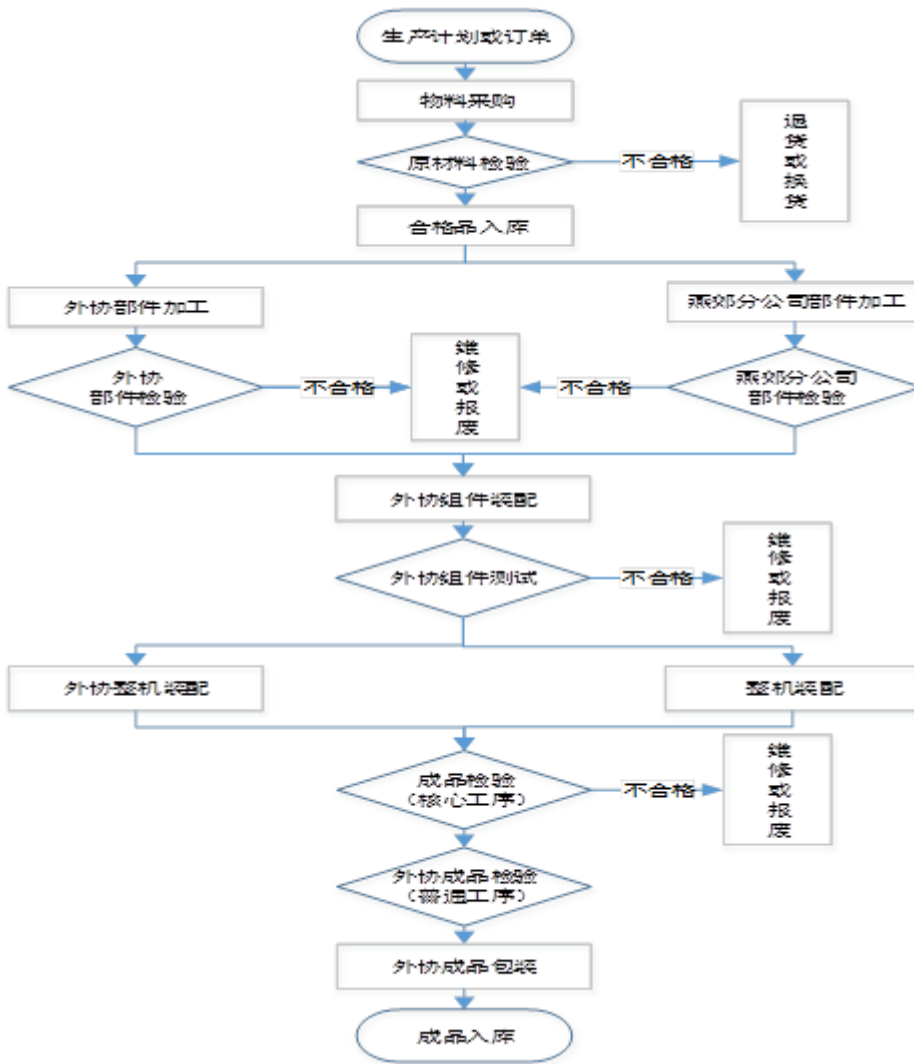 生产计划或订单
物料采购
原材料检验
不合格
退货或换货
合格品入库
外协部件加工
燕郊分公司部件加工
外协
部件检验
不合格
维修或报废
不合格
燕郊分公司
部件检验
外协组件装配
外协组件测试
不合格
维修或报废
外协整机装配
整机装配
成品检验
(核心工序)
不合格
维修或报废
外协成品检验
(普通工序)
外协成品包装
成品入库